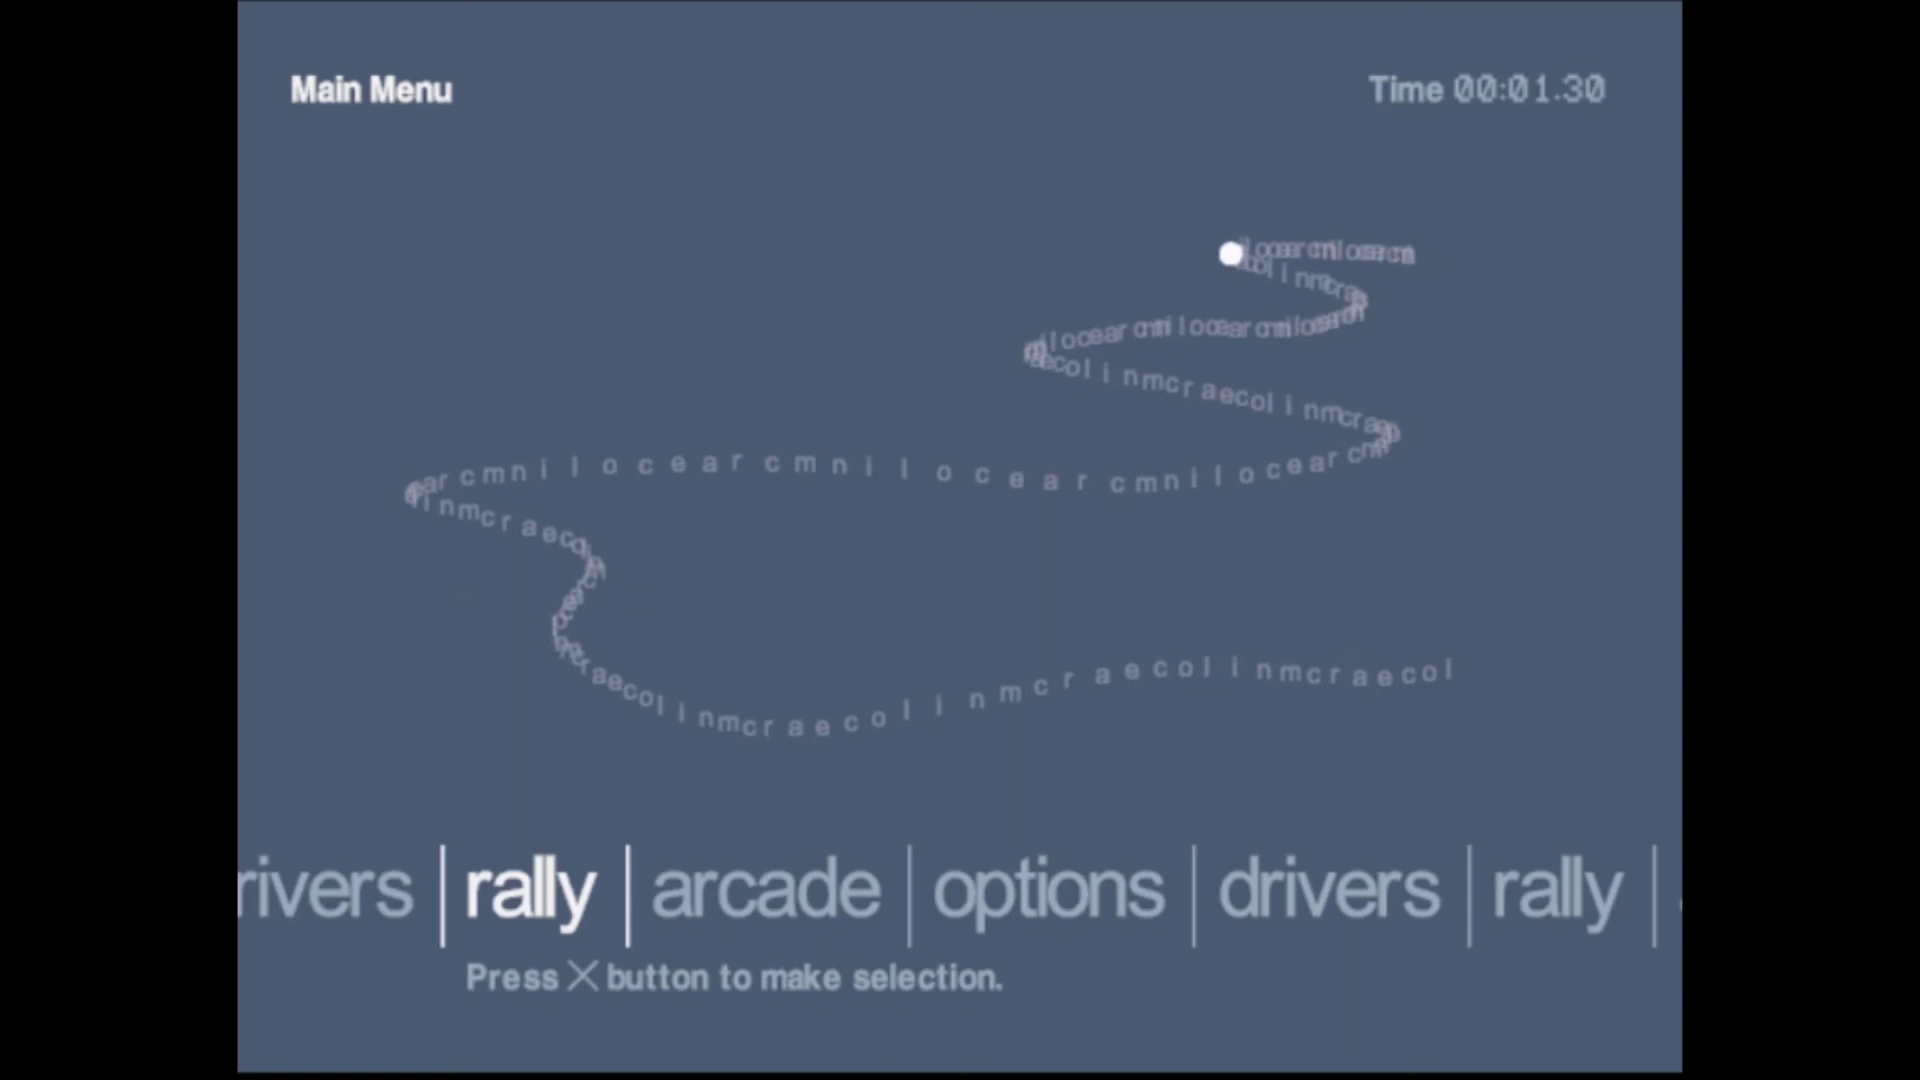 Main Menu
Time 00:01.30
rivers rally arcade options drivers rally
Press X button to make selection.